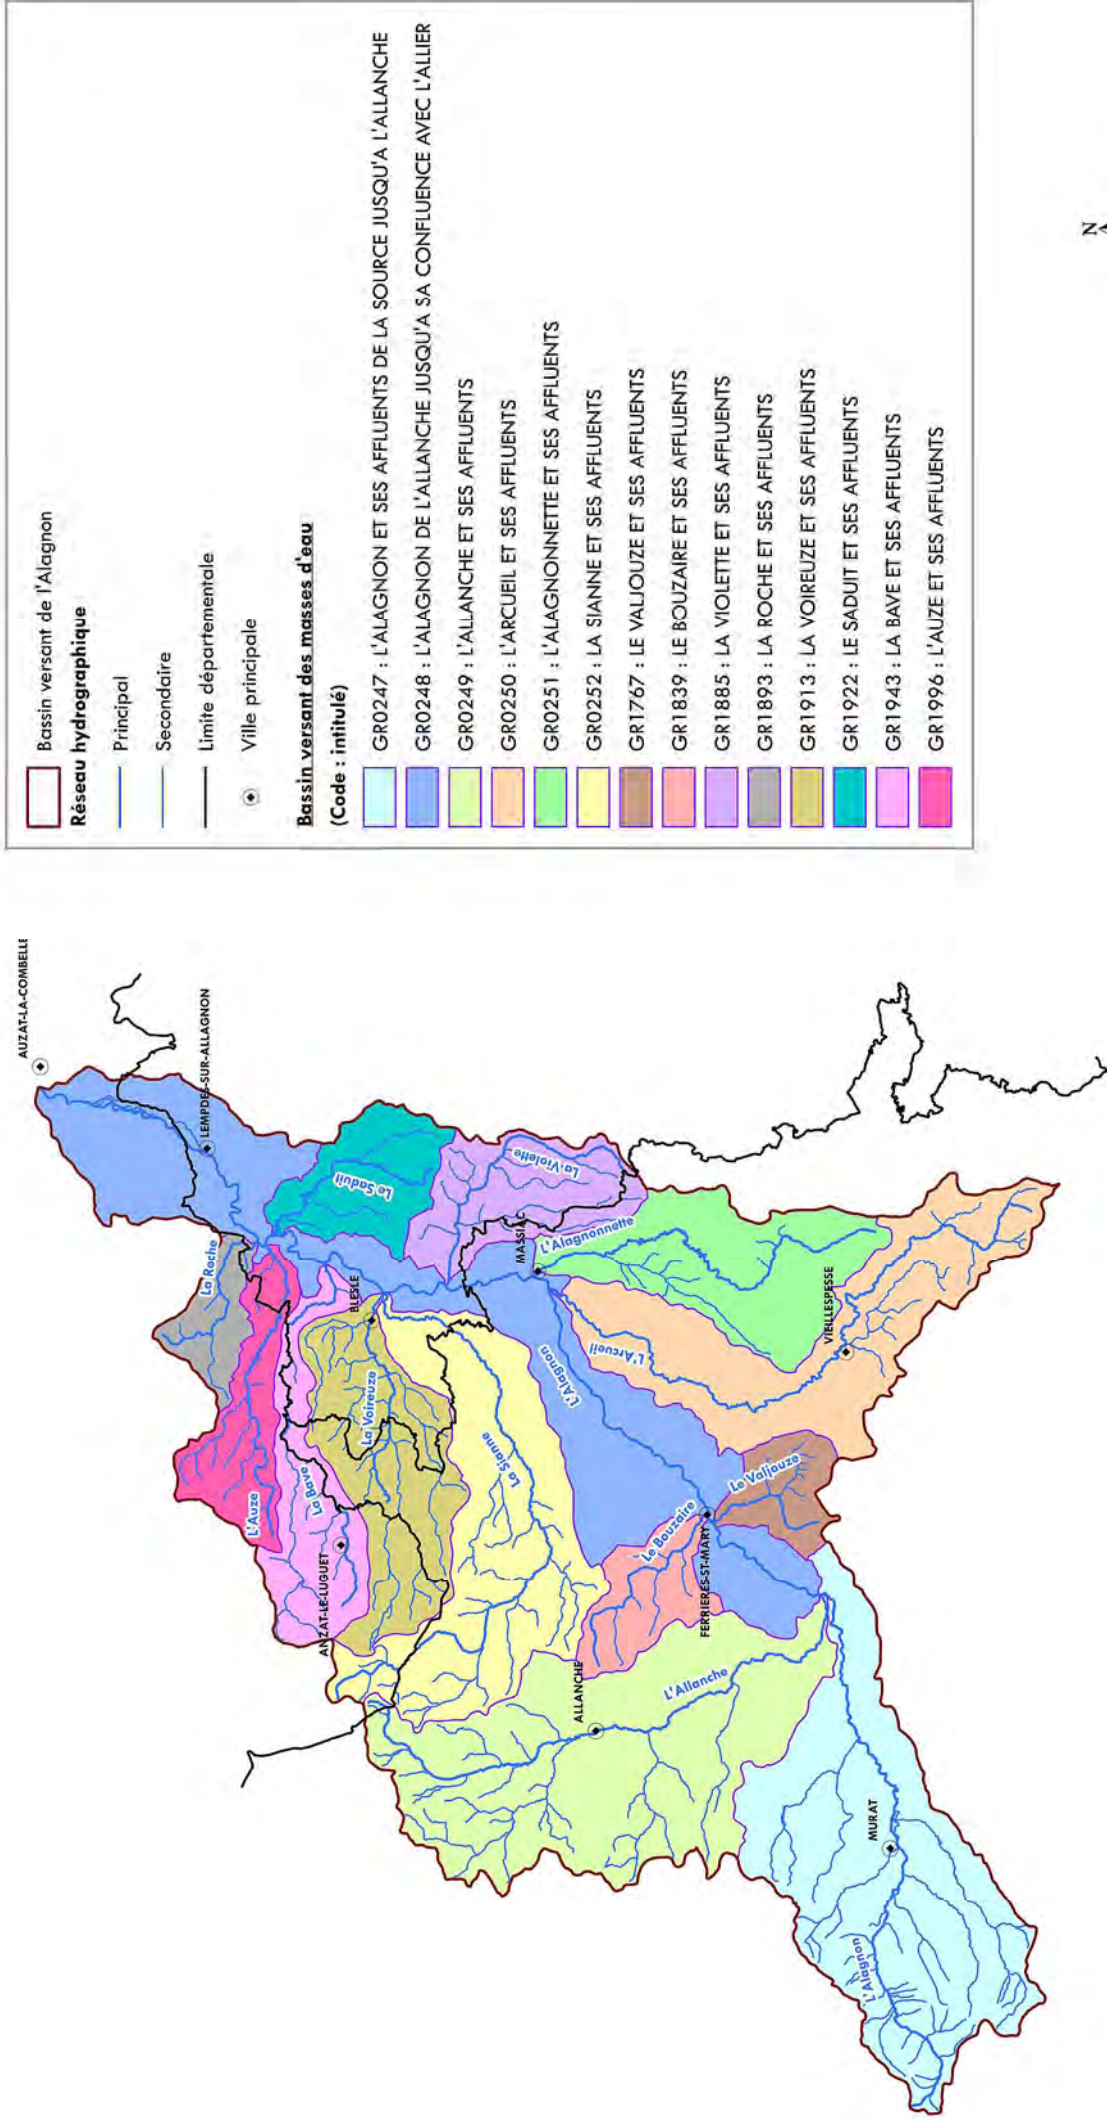 Bassin versant de l'Alagnon
Réseau hydrographique
Principal
Secondaire
Limite départementale
Ville principale
Bassin versant des masses d'eau
(Code : intitulé)
GR0247 : L'ALAGNON ET SES AFFLUENTS DE LA SOURCE JUSQU'A L'ALLANCHE
GR0248 : L'ALAGNON DE L'ALLANCHE JUSQU'A SA CONFLUENCE AVEC L'ALLIER
GR0249 : L'ALLANCHE ET SES AFFLUENTS
GR0250 : L'ARCUEIL ET SES AFFLUENTS
GR0251 : L'ALAGNONNETTE ET SES AFFLUENTS
GR0252 : LA SIANNE ET SES AFFLUENTS
GR1767 : LE VALJOUZE ET SES AFFLUENTS
GR1839 : LE BOUZAIRE ET SES AFFLUENTS
GR1885 : LA VIOLETTE ET SES AFFLUENTS
GR1893 : LA ROCHE ET SES AFFLUENTS
GR1913 : LA VOIREUZE ET SES AFFLUENTS
GR1922 : LE SADUIT ET SES AFFLUENTS
GR1943 : LA BAVE ET SES AFFLUENTS
GR1996 : L'AUZE ET SES AFFLUENTS
N
AUZAT-LA-COMBELLE
LEMPDES-SUR-ALLAGNON
La Roche
L'Auze
La Bave
ANZAT-LE-LUGUET
Le Saduit
BLESLE
La Voireuze
La Violette
La Sianne
MASSIAC
L'Alagnonnette
L'Alagnon
L'Arcueil
ALLANCHE
L'Allanche
Le Bouzaire
FERRIERES-ST-MARY
Le Valjouze
VIEILLESPESSE
MURAT
L'Alagnon